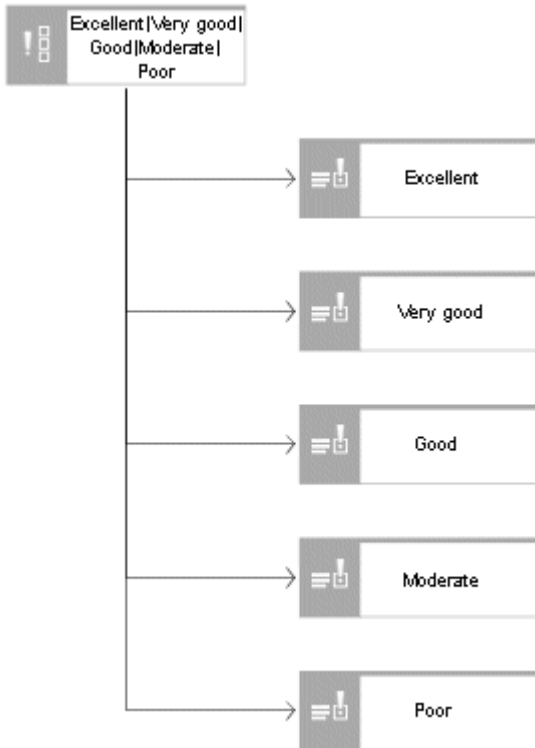 Excellent|Very good|
Good|Moderate|
Poor
Excellent
Very good
Good
Moderate
Poor